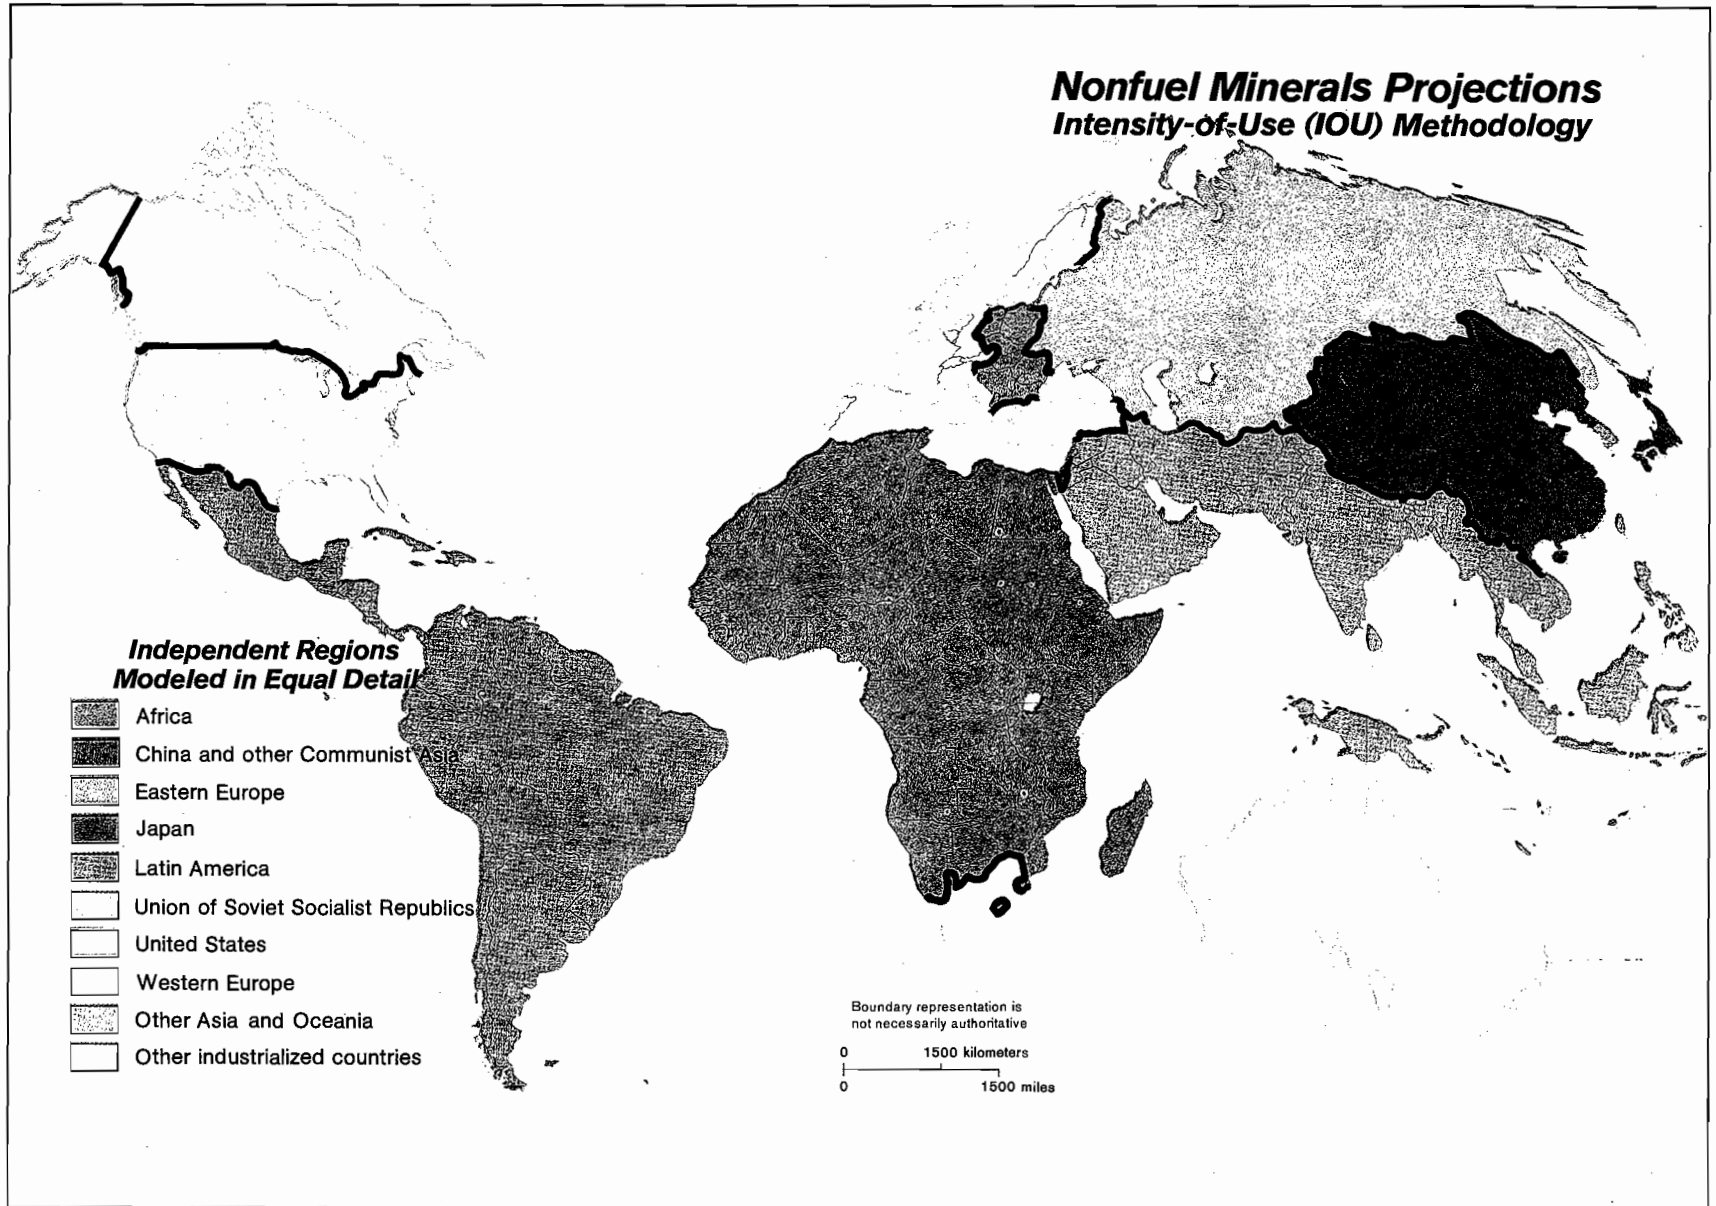 Nonfuel Minerals Projections
Intensity-of-Use (IOU) Methodology
Independent Regions
Modeled in Equal Detail
Africa
China and other Communist Asia
Eastern Europe
Japan
Latin America
Union of Soviet Socialist Republics
United States
Western Europe
Other Asia and Oceania
Other industrialized countries
Boundary representation is
not necessarily authoritative
0 1500 kilometers
0 1500 miles